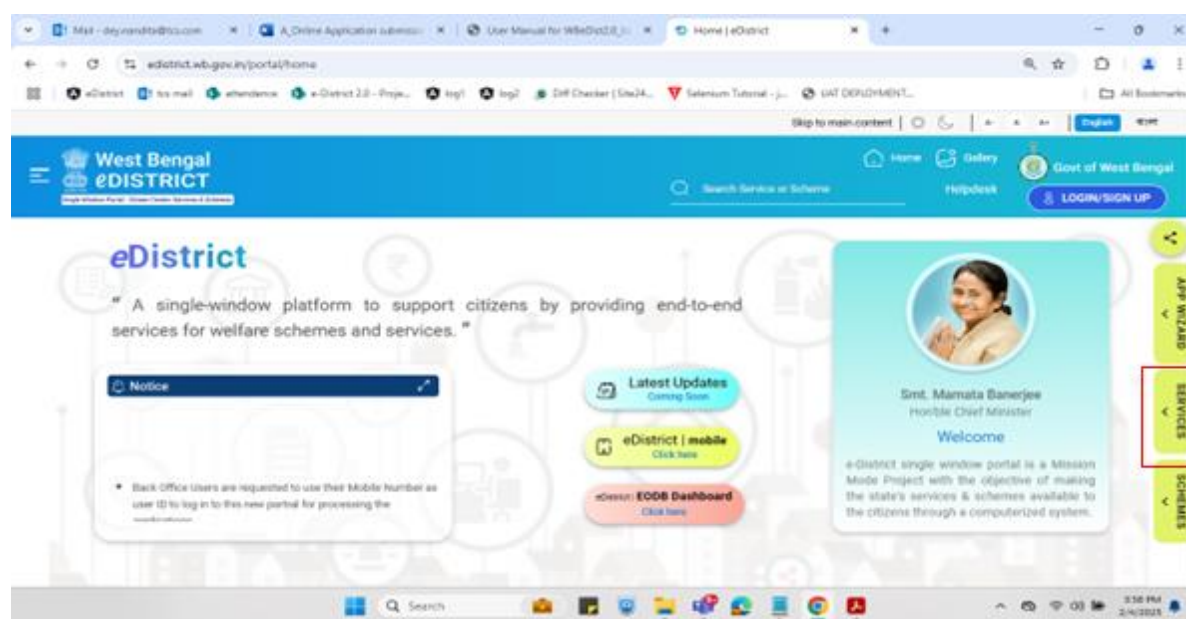 Mail - dey.nandita@tcs.com
A_Online Application submissi
User Manual for WBeDist2.0_
Home | eDistrict
edistrict.wb.gov.in/portal/home
eDistrict
tcs mail
attendance
e-District 2.0 - Proje...
log1
log2
Diff Checker | Site24...
Selenium Tutorial - j...
UAT DEPLOYMENT...
All Bookmarks
Skip to main content
A-
A
A+
English
বাংলা
West Bengal
eDISTRICT
Search Service or Scheme
Home
Gallery
Helpdesk
Govt of West Bengal
LOGIN/SIGN UP
eDistrict
" A single-window platform to support citizens by providing end-to-end
services for welfare schemes and services. "
Notice
• Back Office Users are requested to use their Mobile Number as
user ID to log in to this new portal for processing the
applications
Latest Updates
Coming Soon
eDistrict | mobile
Click here
eDistrict | EODB Dashboard
Click here
Smt. Mamata Banerjee
Hon'ble Chief Minister
Welcome
e-District single window portal is a Mission
Mode Project with the objective of making
the state's services & schemes available to
the citizens through a computerized system.
APP WIZARD
SERVICES
SCHEMES
Search
3:58 PM
2/4/2025